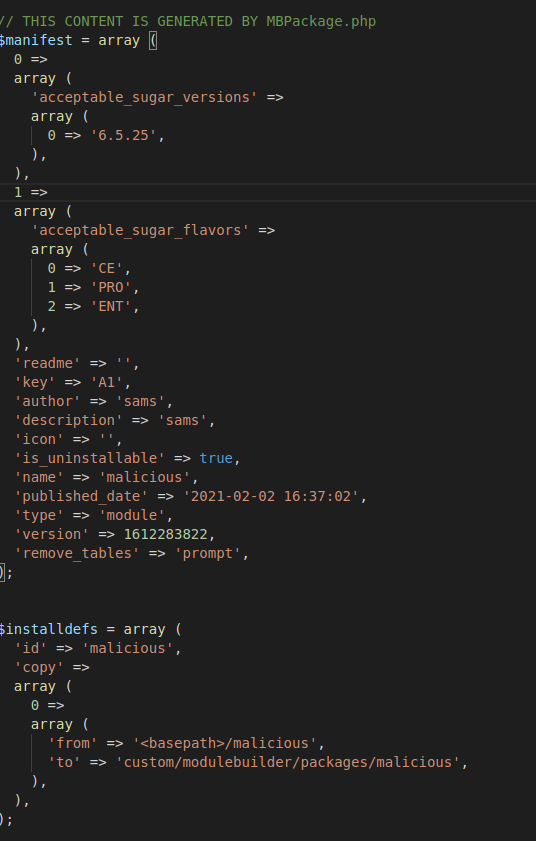 // THIS CONTENT IS GENERATED BY MBPackage.php
$manifest = array (
  0 =>
  array (
    'acceptable_sugar_versions' =>
    array (
      0 => '6.5.25',
    ),
  ),
  1 =>
  array (
    'acceptable_sugar_flavors' =>
    array (
      0 => 'CE',
      1 => 'PRO',
      2 => 'ENT',
    ),
  ),
  'readme' => '',
  'key' => 'A1',
  'author' => 'sams',
  'description' => 'sams',
  'icon' => '',
  'is_uninstallable' => true,
  'name' => 'malicious',
  'published_date' => '2021-02-02 16:37:02',
  'type' => 'module',
  'version' => 1612283822,
  'remove_tables' => 'prompt',
);
$installdefs = array (
  'id' => 'malicious',
  'copy' =>
  array (
    0 =>
    array (
      'from' => '<basepath>/malicious',
      'to' => 'custom/modulebuilder/packages/malicious',
    ),
  ),
);